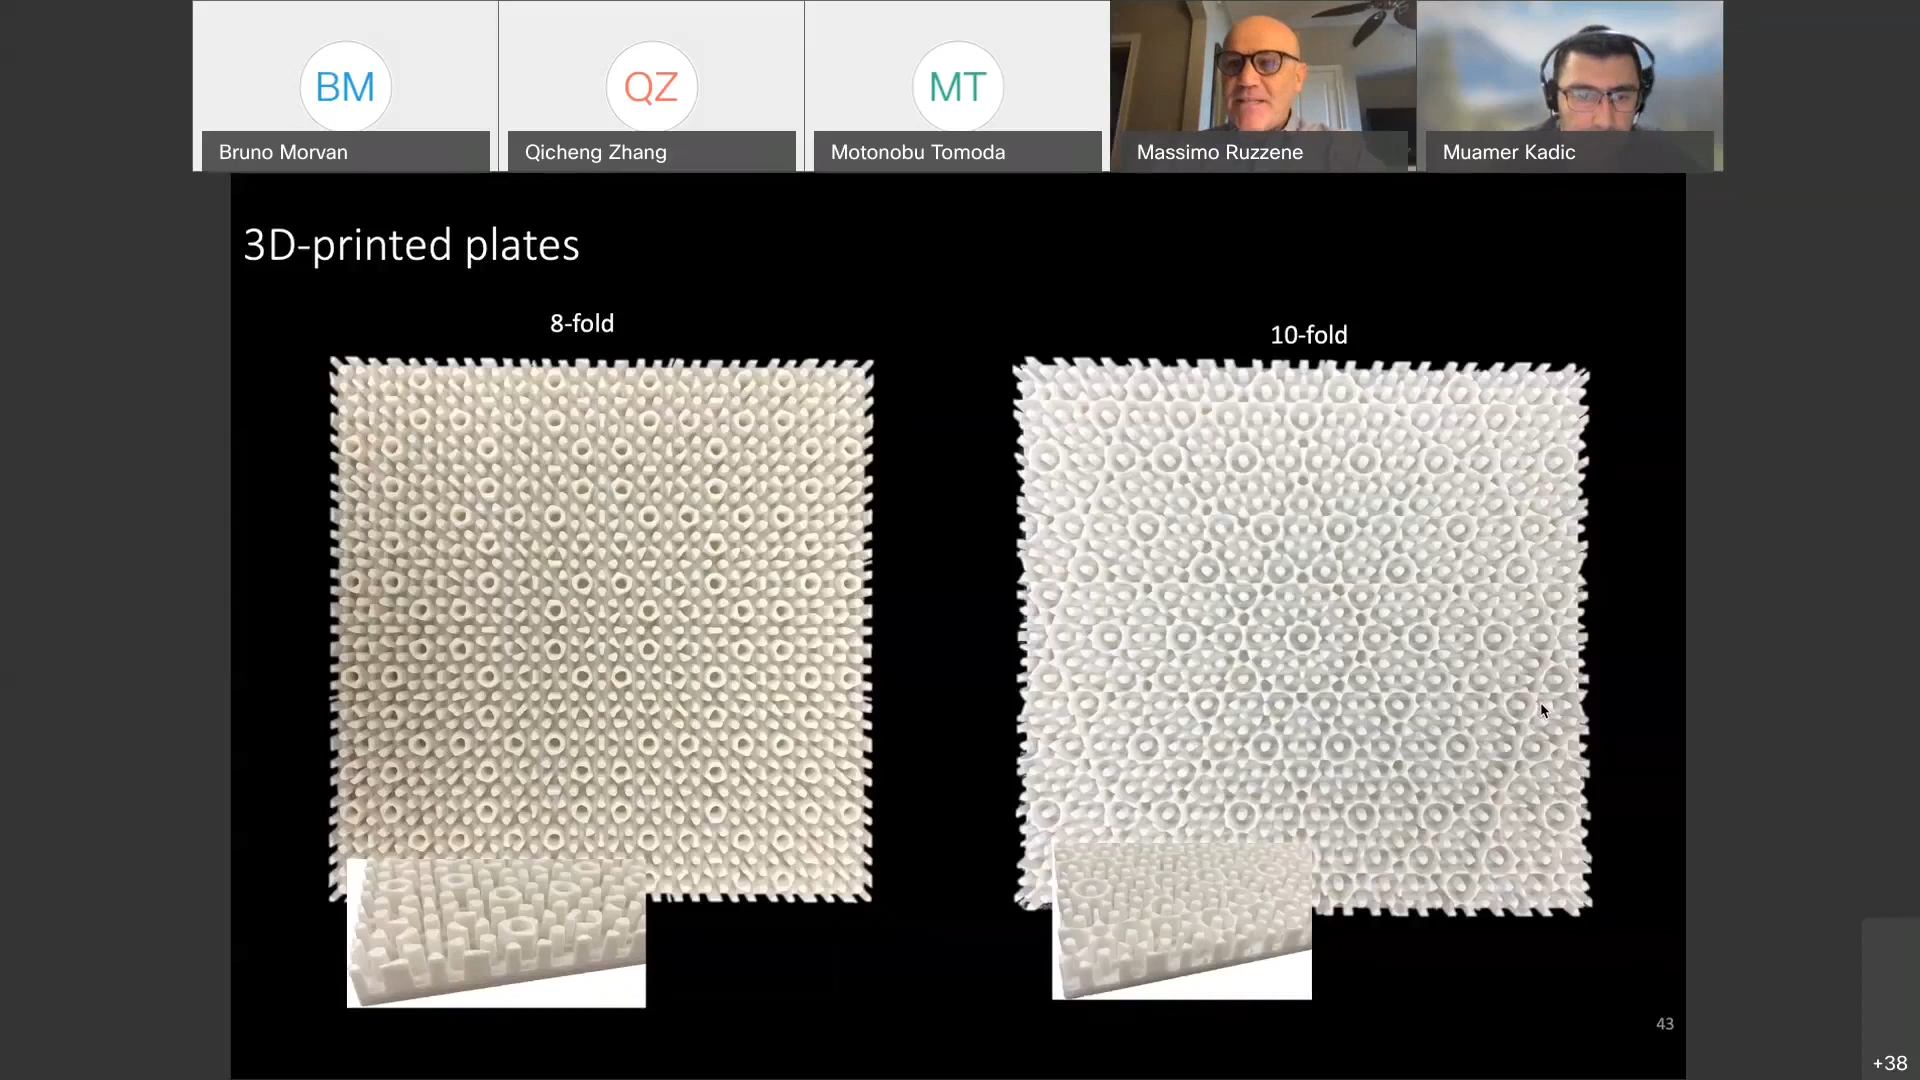 BM
QZ
MT
Bruno Morvan
Qicheng Zhang
Motonobu Tomoda
Massimo Ruzzene
Muamer Kadic
3D-printed plates
8-fold
10-fold
43
+38